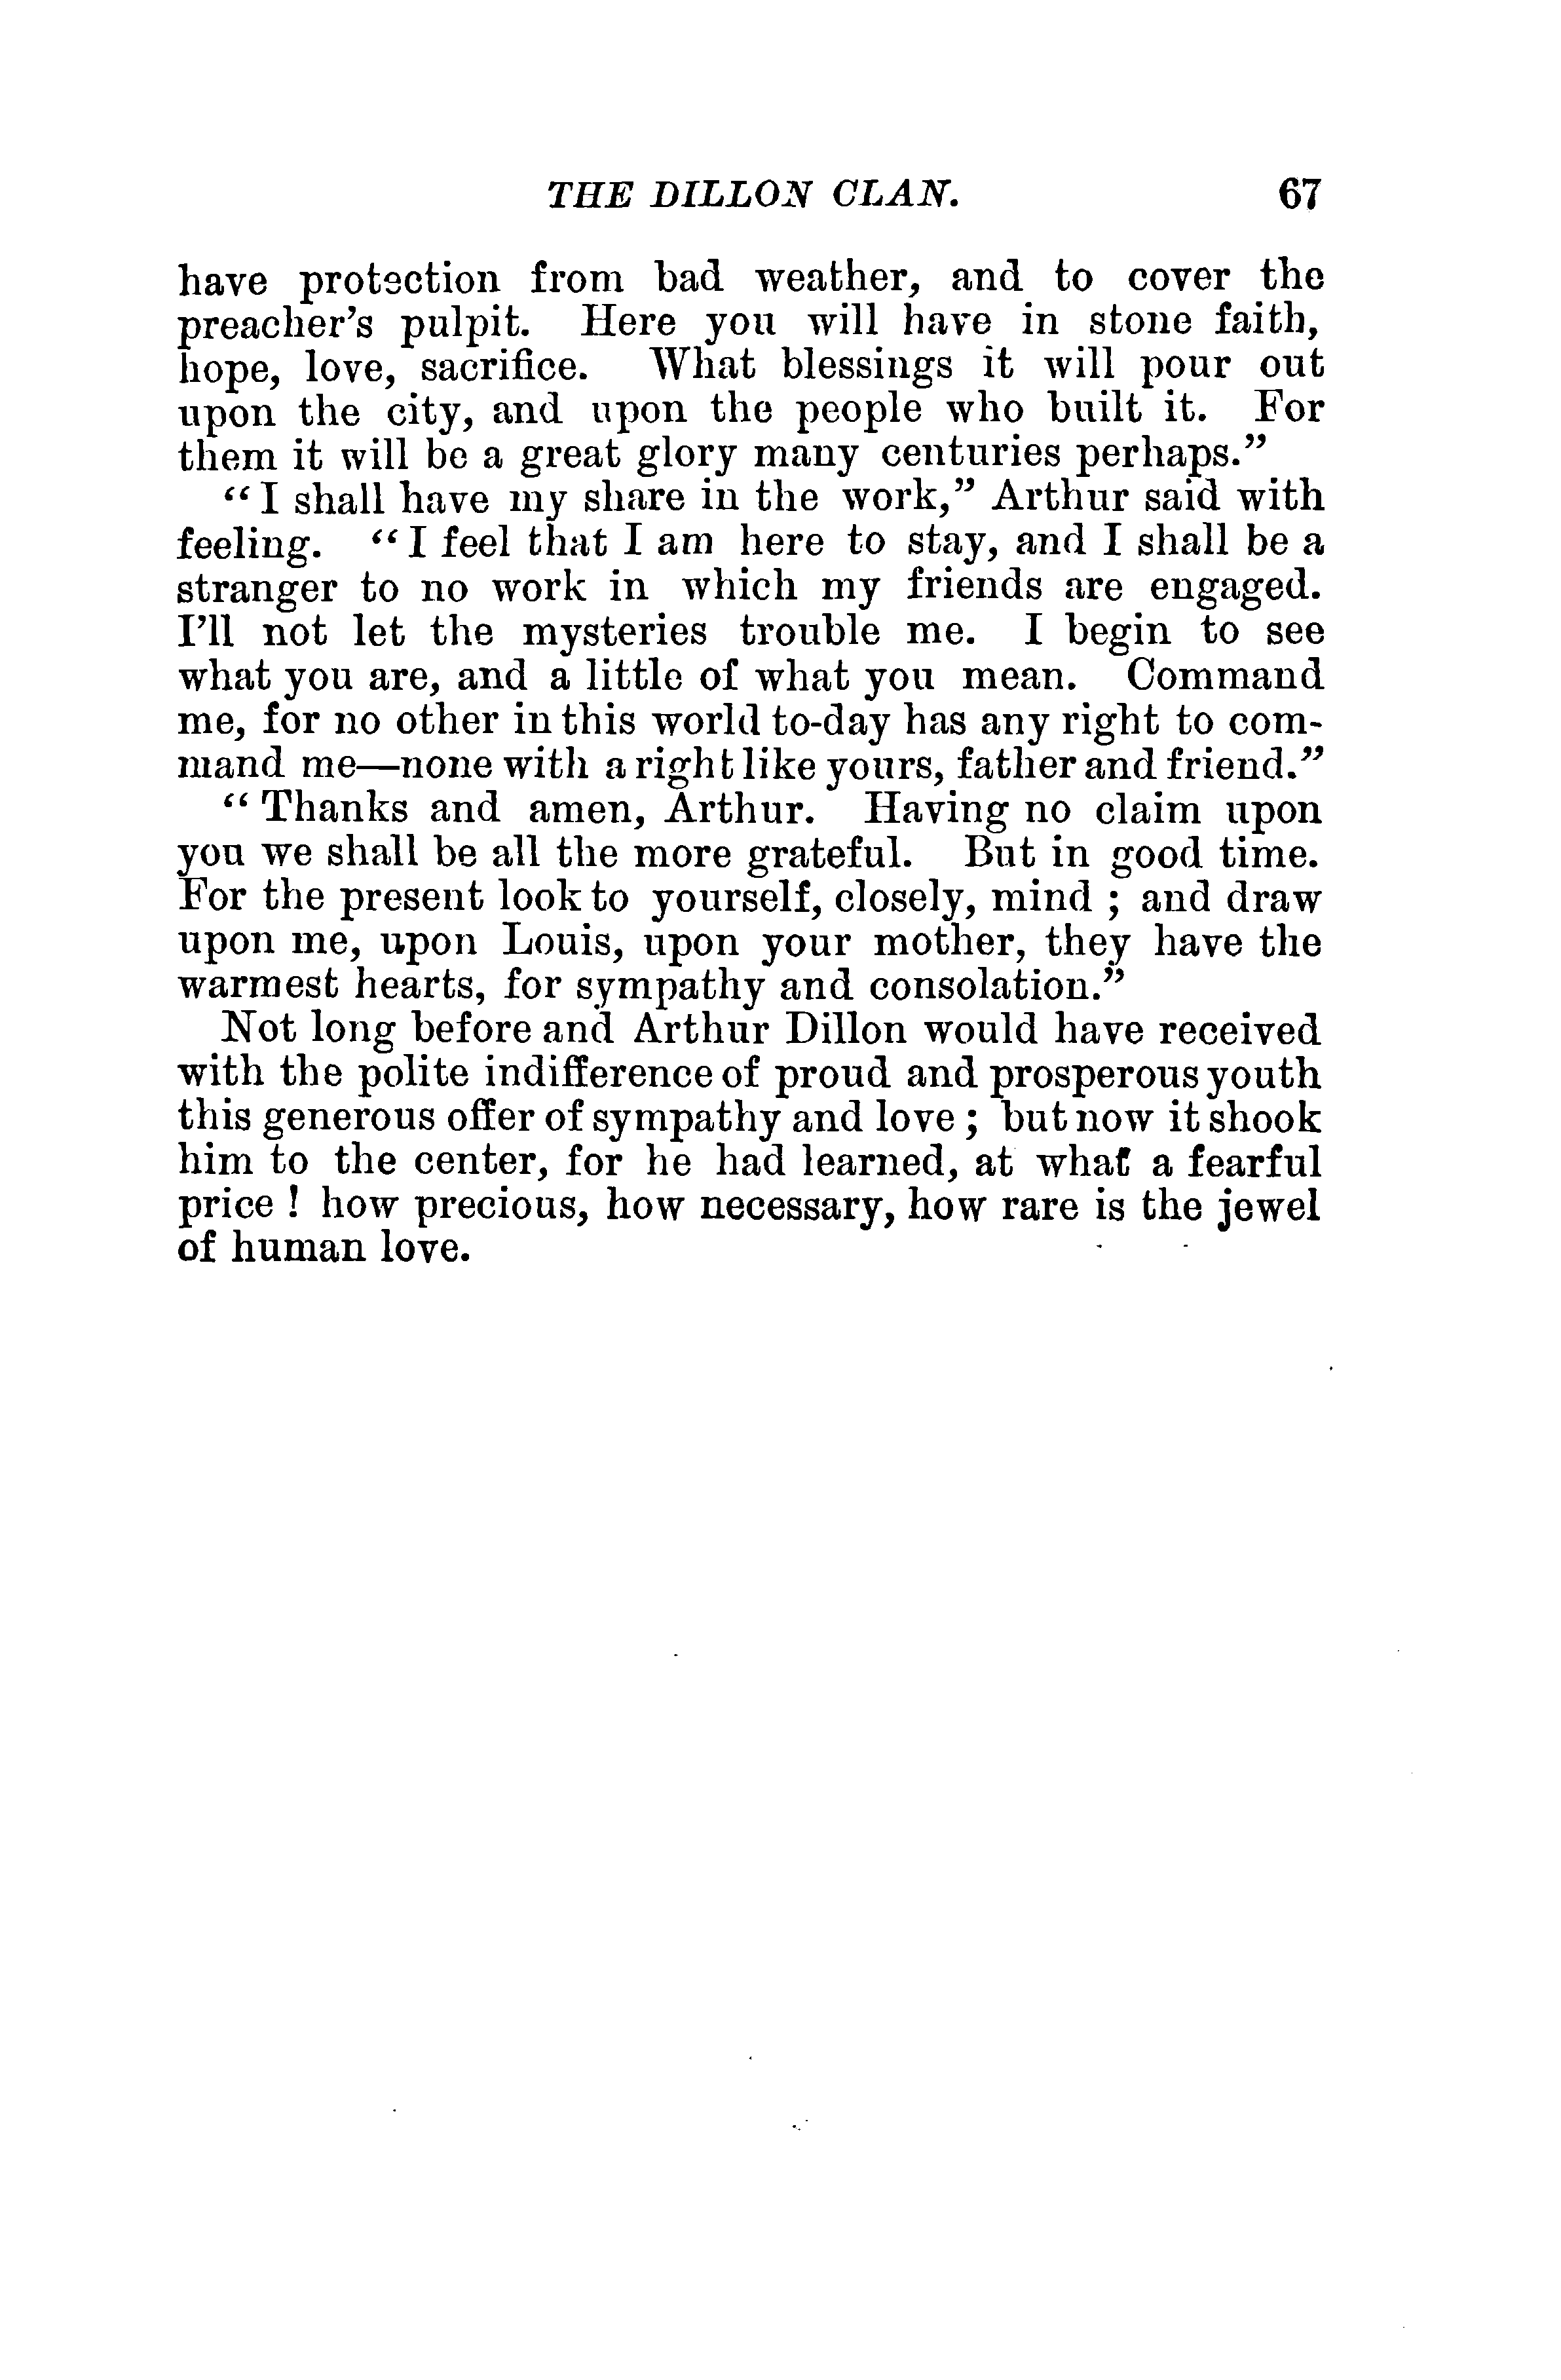 THE DILLON CLAN. 67
have protection from bad weather, and to cover the
preacher's pulpit. Here you will have in stone faith,
hope, love, sacrifice. What blessings it will pour out
upon the city, and upon the people who built it. For
them it will be a great glory many centuries perhaps."
"I shall have my share in the work," Arthur said with
feeling. "I feel that I am here to stay, and I shall be a
stranger to no work in which my friends are engaged.
I'll not let the mysteries trouble me. I begin to see
what you are, and a little of what you mean. Command
me, for no other in this world to-day has any right to com-
mand me—none with a right like yours, father and friend."
"Thanks and amen, Arthur. Having no claim upon
you we shall be all the more grateful. But in good time.
For the present look to yourself, closely, mind ; and draw
upon me, upon Louis, upon your mother, they have the
warmest hearts, for sympathy and consolation."
Not long before and Arthur Dillon would have received
with the polite indifference of proud and prosperous youth
this generous offer of sympathy and love ; but now it shook
him to the center, for he had learned, at what a fearful
price ! how precious, how necessary, how rare is the jewel
of human love.